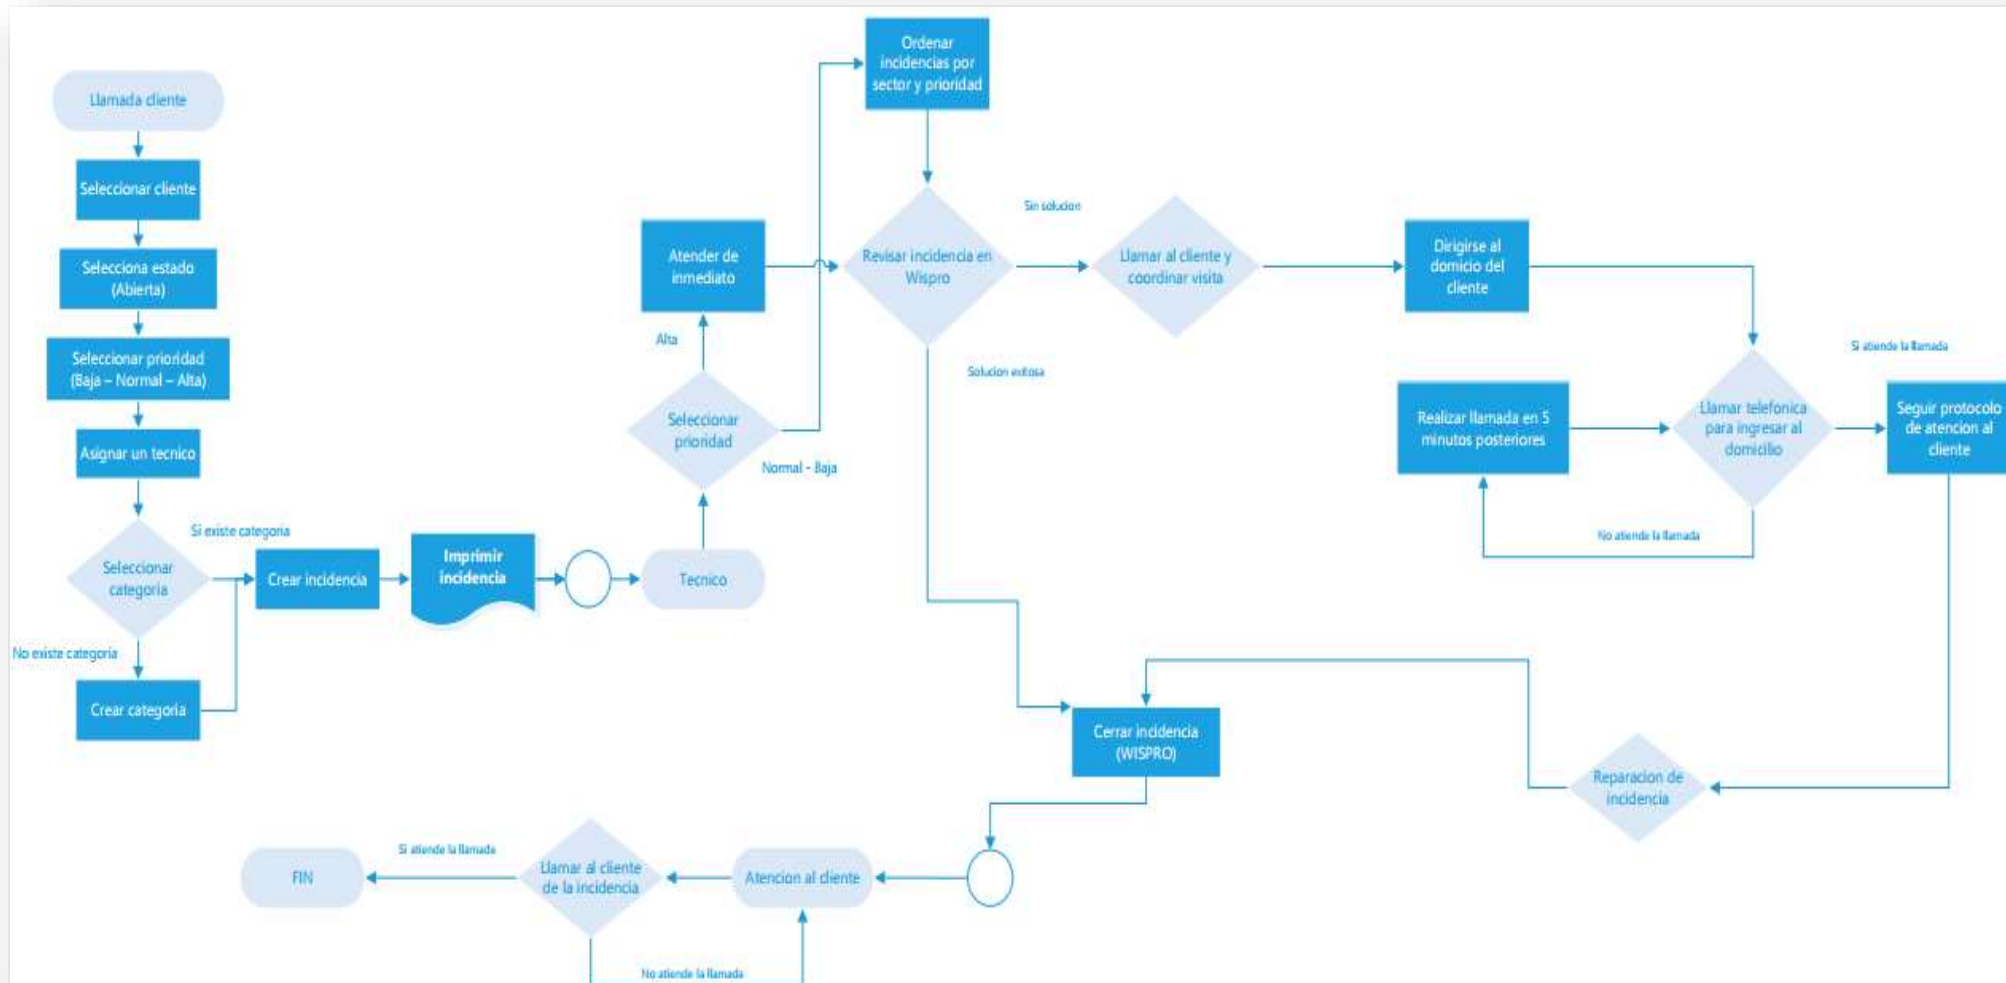 Llamada cliente
Seleccionar cliente
Selecciona estado
(Abierta)
Seleccionar prioridad
(Baja – Normal – Alta)
Asignar un tecnico
Seleccionar
categoria
Si existe categoria
No existe categoria
Crear categoria
Crear incidencia
Imprimir
incidencia
Tecnico
Seleccionar
prioridad
Alta
Normal - Baja
Atender de
inmediato
Ordenar
incidencias por
sector y prioridad
Revisar incidencia en
Wispro
Sin solucion
Solucion exitosa
Llamar al cliente y
coordinar visita
Dirigirse al
domicio del
cliente
Llamar telefonica
para ingresar al
domicilio
Si atiende la llamada
No atiende la llamada
Realizar llamada en 5
minutos posteriores
Seguir protocolo
de atencion al
cliente
Reparacion de
incidencia
Cerrar incidencia
(WISPRO)
Atencion al cliente
Llamar al cliente
de la incidencia
Si atiende la llamada
No atiende la llamada
FIN